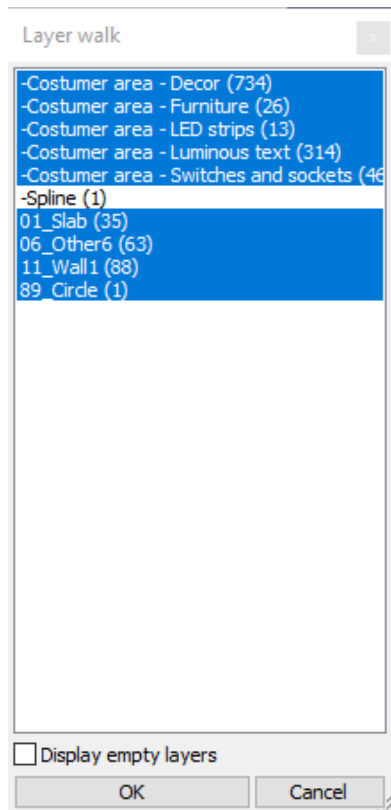 Layer walk
x
-Costumer area - Decor (734)
-Costumer area - Furniture (26)
-Costumer area - LED strips (13)
-Costumer area - Luminous text (314)
-Costumer area - Switches and sockets (46
-Spline (1)
01_Slab (35)
06_Other6 (63)
11_Wall1 (88)
89_Circle (1)
Display empty layers
OK Cancel